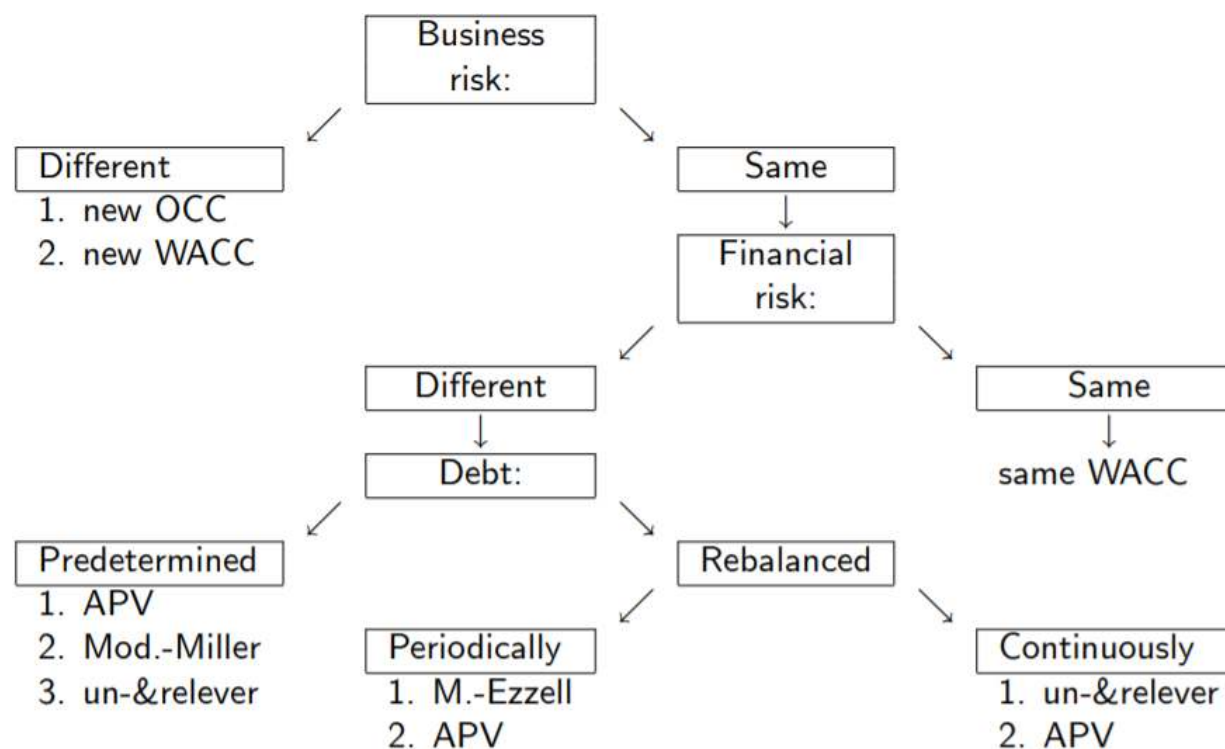 Business
risk:
Different
Same
1. new OCC
2. new WACC
Financial
risk:
Different
Same
Debt:
same WACC
Predetermined
Rebalanced
1. APV
2. Mod.-Miller
3. un-&relever
Periodically
1. M.-Ezzell
2. APV
Continuously
1. un-&relever
2. APV